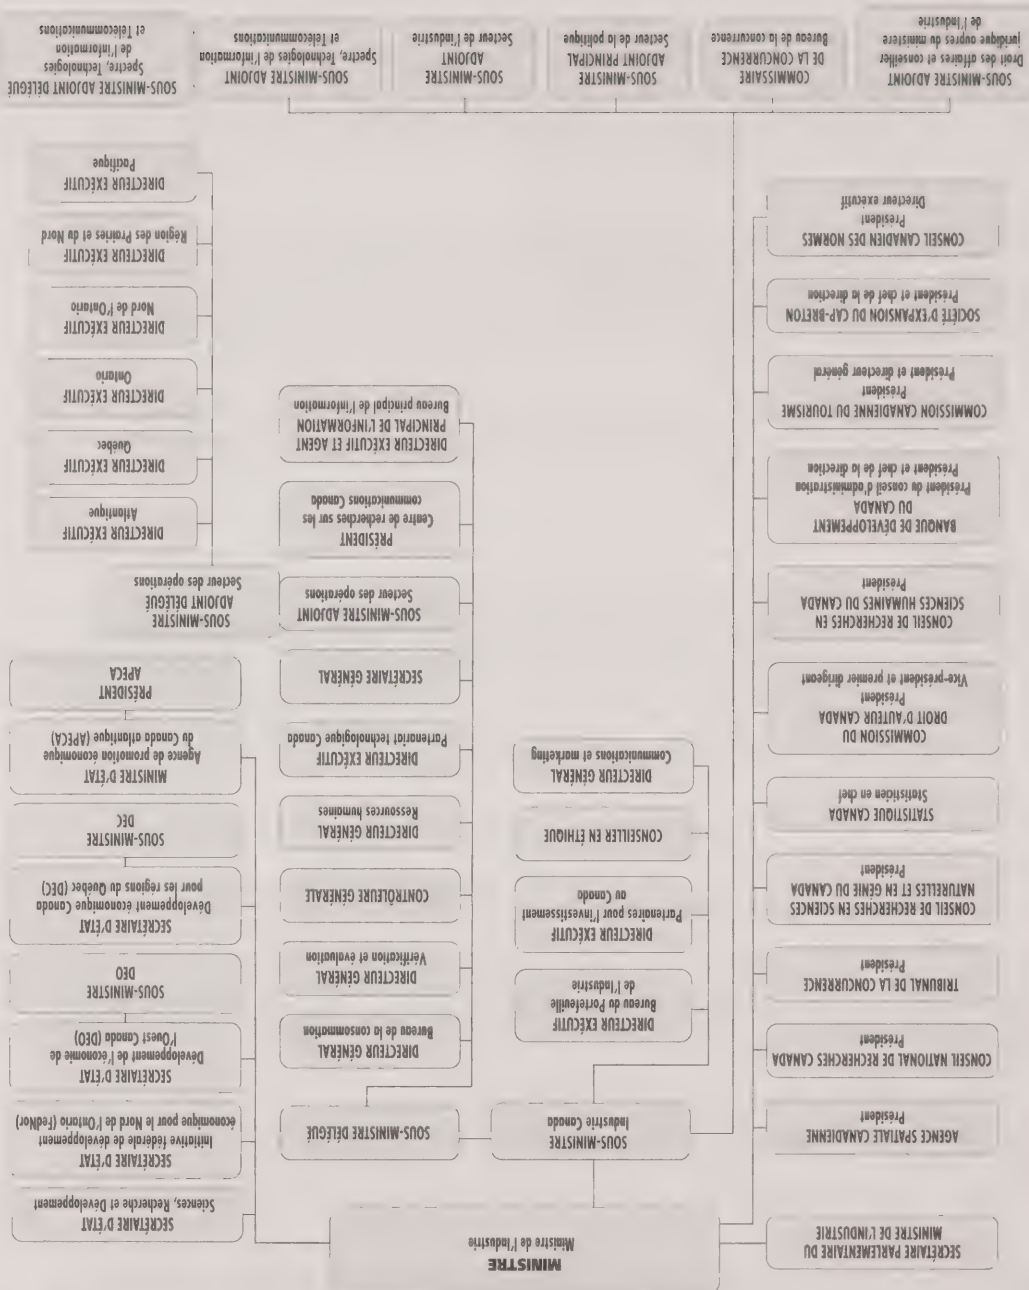 MINISTRE
Ministre de l'Industrie
SECRÉTAIRE PARLEMENTAIRE DU
MINISTRE DE L'INDUSTRIE
AGENCE SPATIALE CANADIENNE
Président
CONSEIL NATIONAL DE RECHERCHES CANADA
Président
TRIBUNAL DE LA CONCURRENCE
Président
CONSEIL DE RECHERCHES EN SCIENCES
NATURELLES ET EN GÉNIE DU CANADA
Président
STATISTIQUE CANADA
Statisticien en chef
COMMISSION DU
DROIT D'AUTEUR CANADA
Président
Vice-président et premier dirigeant
CONSEIL DE RECHERCHES EN
SCIENCES HUMAINES DU CANADA
Président
BANQUE DE DÉVELOPPEMENT
DU CANADA
Président du conseil d'administration
Président et chef de la direction
COMMISSION CANADIENNE DU TOURISME
Président
Président et directeur général
SOCIÉTÉ D'EXPANSION DU CAP-BRETON
Président et chef de la direction
CONSEIL CANADIEN DES NORMES
Président
Directeur exécutif
SOUS-MINISTRE
Industrie Canada
DIRECTEUR EXÉCUTIF
Bureau du Portefeuille
de l'Industrie
DIRECTEUR EXÉCUTIF
Partenaires pour l'investissement
au Canada
CONSEILLER EN ÉTHIQUE
DIRECTEUR GÉNÉRAL
Communications et marketing
SOUS-MINISTRE DÉLÉGUÉ
DIRECTEUR GÉNÉRAL
Bureau de la consommation
DIRECTEUR GÉNÉRAL
Vérification et évaluation
CONTRÔLEURE GÉNÉRALE
DIRECTEUR GÉNÉRAL
Ressources humaines
DIRECTEUR EXÉCUTIF
Partenariat technologique Canada
SECRÉTAIRE GÉNÉRAL
SOUS-MINISTRE ADJOINT
Secteur des opérations
PRÉSIDENT
Centre de recherches sur les
communications Canada
DIRECTEUR EXÉCUTIF ET AGENT
PRINCIPAL DE L'INFORMATION
Bureau principal de l'information
SECRÉTAIRE D'ÉTAT
Sciences, Recherche et Développement
SECRÉTAIRE D'ÉTAT
Initiative fédérale de développement
économique pour le Nord de l'Ontario (FedNor)
SECRÉTAIRE D'ÉTAT
Développement de l'économie de
l'Ouest Canada (DEO)
SOUS-MINISTRE
DEO
SECRÉTAIRE D'ÉTAT
Développement économique Canada
pour les régions du Québec (DEC)
SOUS-MINISTRE
DEC
MINISTRE D'ÉTAT
Agence de promotion économique
du Canada atlantique (APECA)
PRÉSIDENT
APECA
SOUS-MINISTRE
ADJOINT DÉLÉGUÉ
Secteur des opérations
DIRECTEUR EXÉCUTIF
Atlantique
DIRECTEUR EXÉCUTIF
Québec
DIRECTEUR EXÉCUTIF
Ontario
DIRECTEUR EXÉCUTIF
Nord de l'Ontario
DIRECTEUR EXÉCUTIF
Région des Prairies et du Nord
DIRECTEUR EXÉCUTIF
Pacifique
SOUS-MINISTRE ADJOINT
Droit des affaires et conseiller
juridique auprès du ministère
de l'Industrie
COMMISSAIRE
DE LA CONCURRENCE
Bureau de la concurrence
SOUS-MINISTRE
ADJOINT PRINCIPAL
Secteur de la politique
SOUS-MINISTRE
ADJOINT
Secteur de l'industrie
SOUS-MINISTRE ADJOINT
Spectre, Technologies de l'information
et Télécommunications
SOUS-MINISTRE ADJOINT DÉLÉGUÉ
Spectre, Technologies
de l'information
et Télécommunications